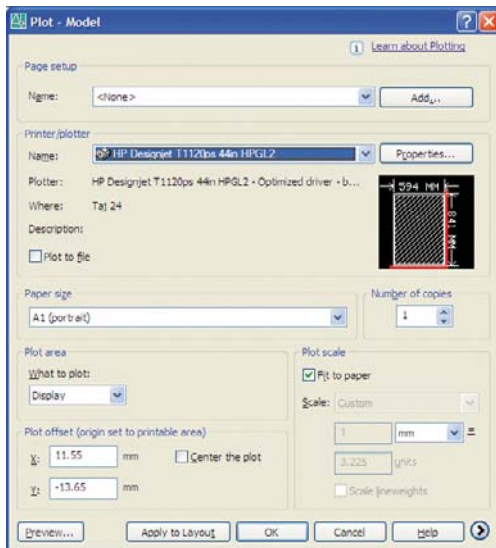 Plot - Model
Learn about Plotting
Page setup
Name: <None> Add...
Printer/plotter
Name: HP Designjet T1120ps 44in HPGL2 Properties...
Plotter: HP Designjet T1120ps 44in HPGL2 - Optimized driver - b...
Where: Taj 24
Description:
Plot to file
594 MM
841 MM
Paper size
A1 (portrait)
Number of copies
1
Plot area
What to plot:
Display
Plot offset (origin set to printable area)
X: 11.55 mm Center the plot
Y: -13.65 mm
Plot scale
Fit to paper
Scale: Custom
1 mm =
3.225 units
Scale lineweights
Preview... Apply to Layout OK Cancel Help